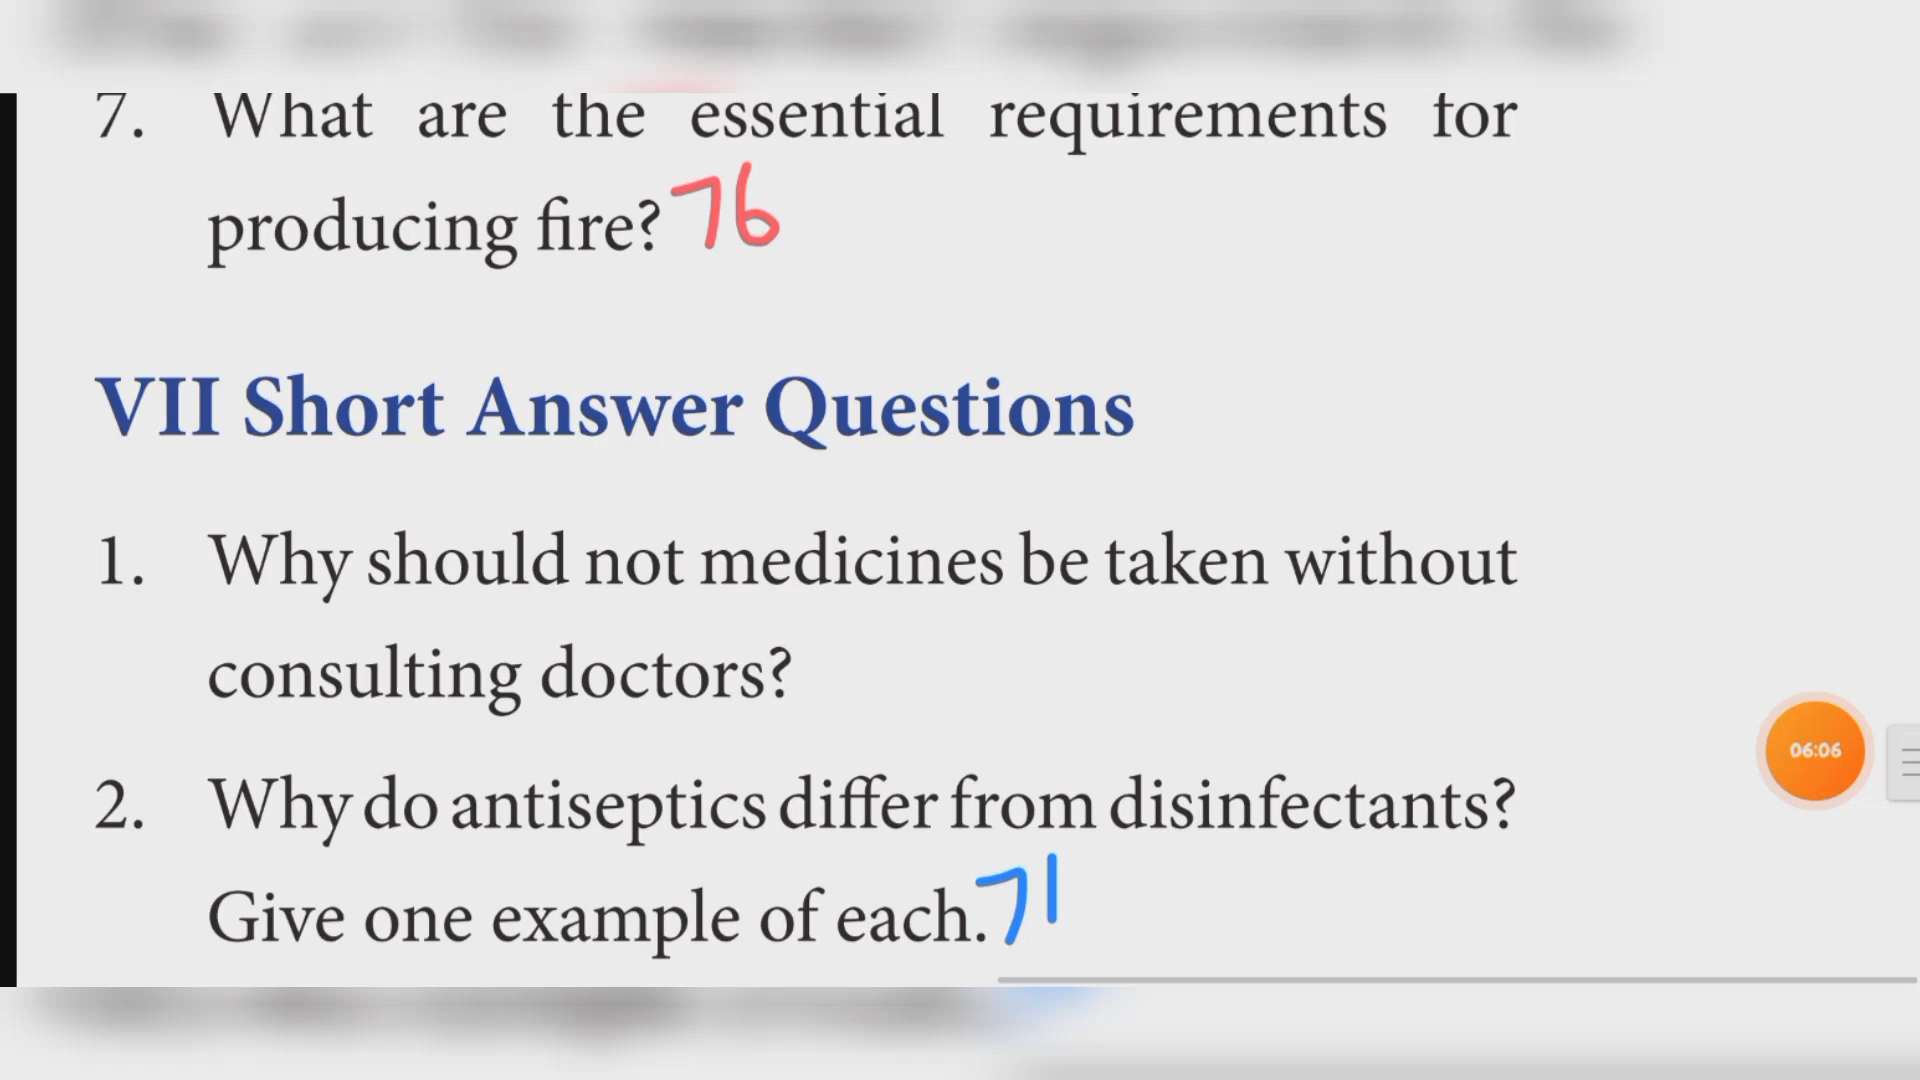 7. What are the essential requirements for
producing fire? 76
VII Short Answer Questions
1. Why should not medicines be taken without
consulting doctors?
06:06
2. Why do antiseptics differ from disinfectants?
Give one example of each. 71